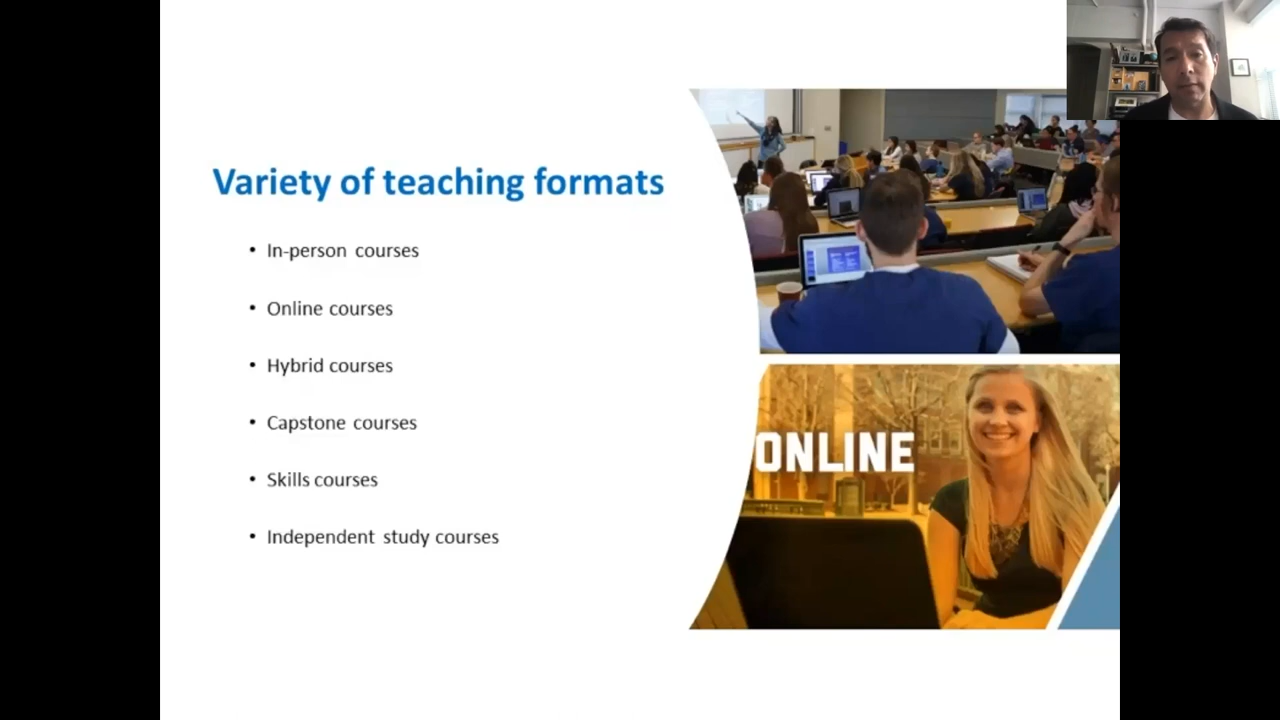 Variety of teaching formats
• In-person courses
• Online courses
• Hybrid courses
• Capstone courses
• Skills courses
• Independent study courses
ONLINE